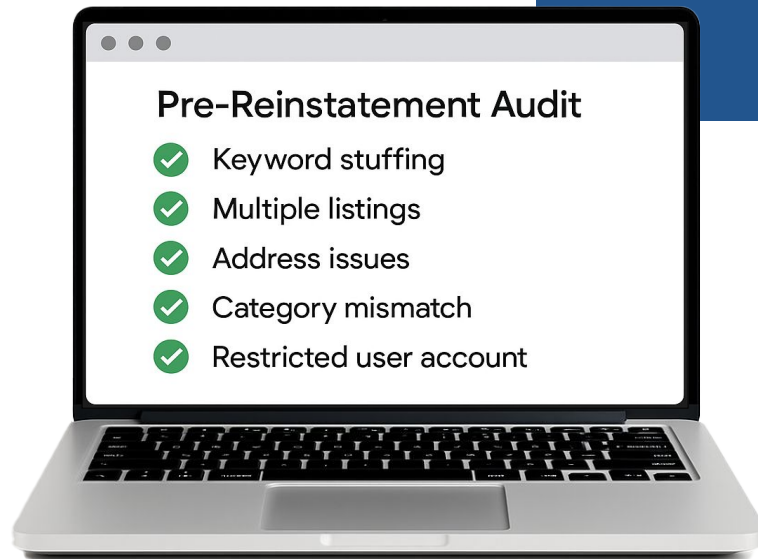 Pre-Reinstatement Audit
Keyword stuffing
Multiple listings
Address issues
Category mismatch
Restricted user account